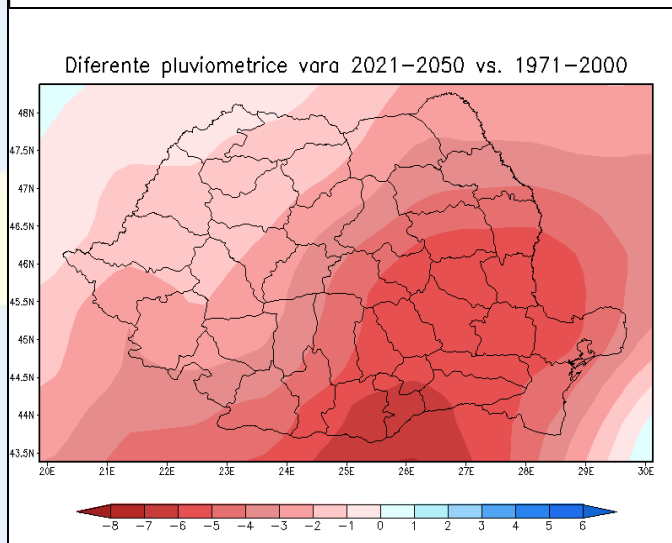 Diferente pluviometrice vara 2021-2050 vs. 1971-2000
48N
47.5N
47N
46.5N
46N
45.5N
45N
44.5N
44N
43.5N
20E 21E 22E 23E 24E 25E 26E 27E 28E 29E 30E
-8 -7 -6 -5 -4 -3 -2 -1 0 1 2 3 4 5 6